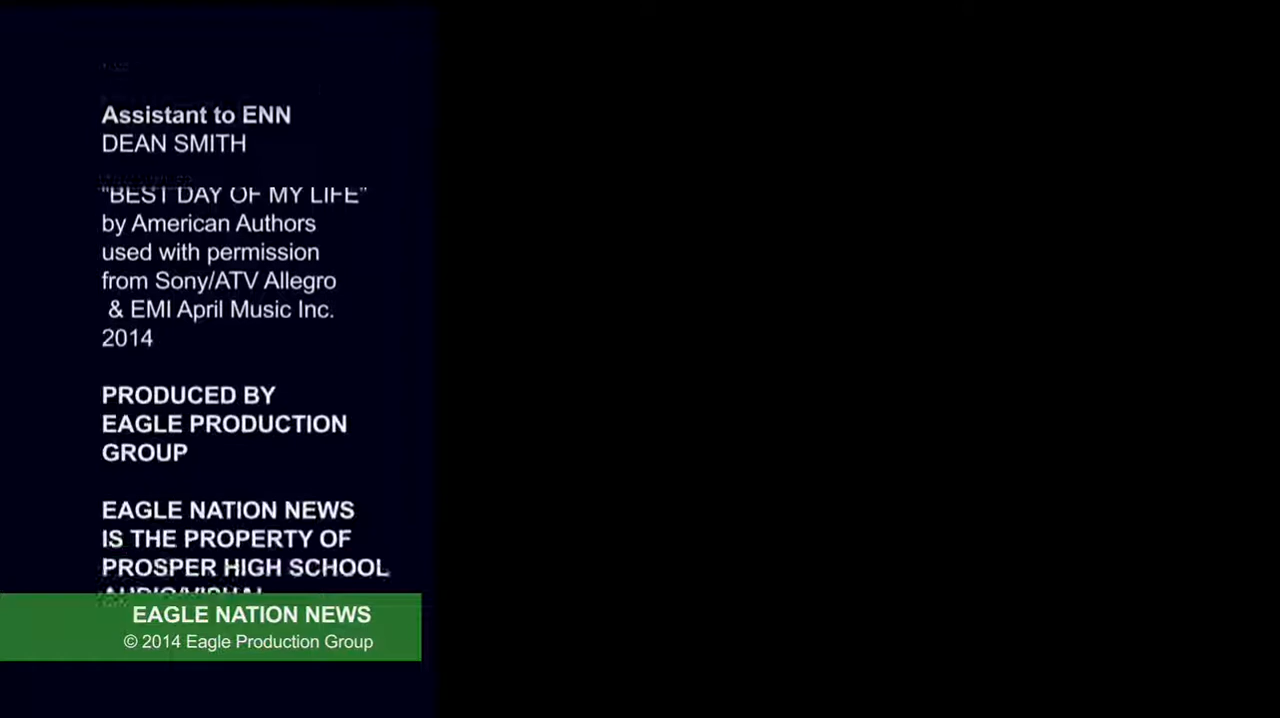 Assistant to ENN
DEAN SMITH
"BEST DAY OF MY LIFE"
by American Authors
used with permission
from Sony/ATV Allegro
& EMI April Music Inc.
2014
PRODUCED BY
EAGLE PRODUCTION
GROUP
EAGLE NATION NEWS
IS THE PROPERTY OF
PROSPER HIGH SCHOOL
AUDIO/VISUAL
EAGLE NATION NEWS
© 2014 Eagle Production Group